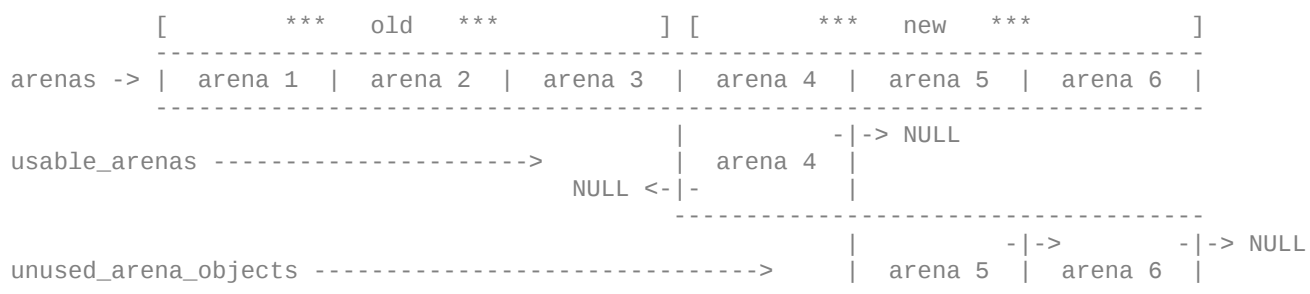 [ *** old *** ] [ *** new *** ]
-------------------------------------------------------------------------
arenas -> | arena 1 | arena 2 | arena 3 | arena 4 | arena 5 | arena 6 |
-------------------------------------------------------------------------
| -|-> NULL
usable_arenas ----------------------> | arena 4 |
NULL <-|- |
-------------------------------------
| -|-> -|-> NULL
unused_arena_objects -------------------------------> | arena 5 | arena 6 |